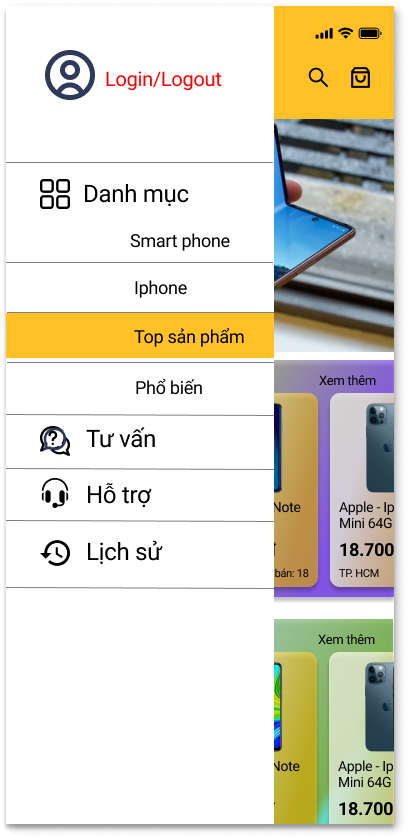 Login/Logout
Danh mục
Smart phone
Iphone
Top sản phẩm
Phổ biến
Tư vấn
Hỗ trợ
Lịch sử
Xem thêm
Note
bán: 18
Apple - Ip
Mini 64G
18.700
TP. HCM
Xem thêm
Note
Apple - Ip
Mini 64G
18.700